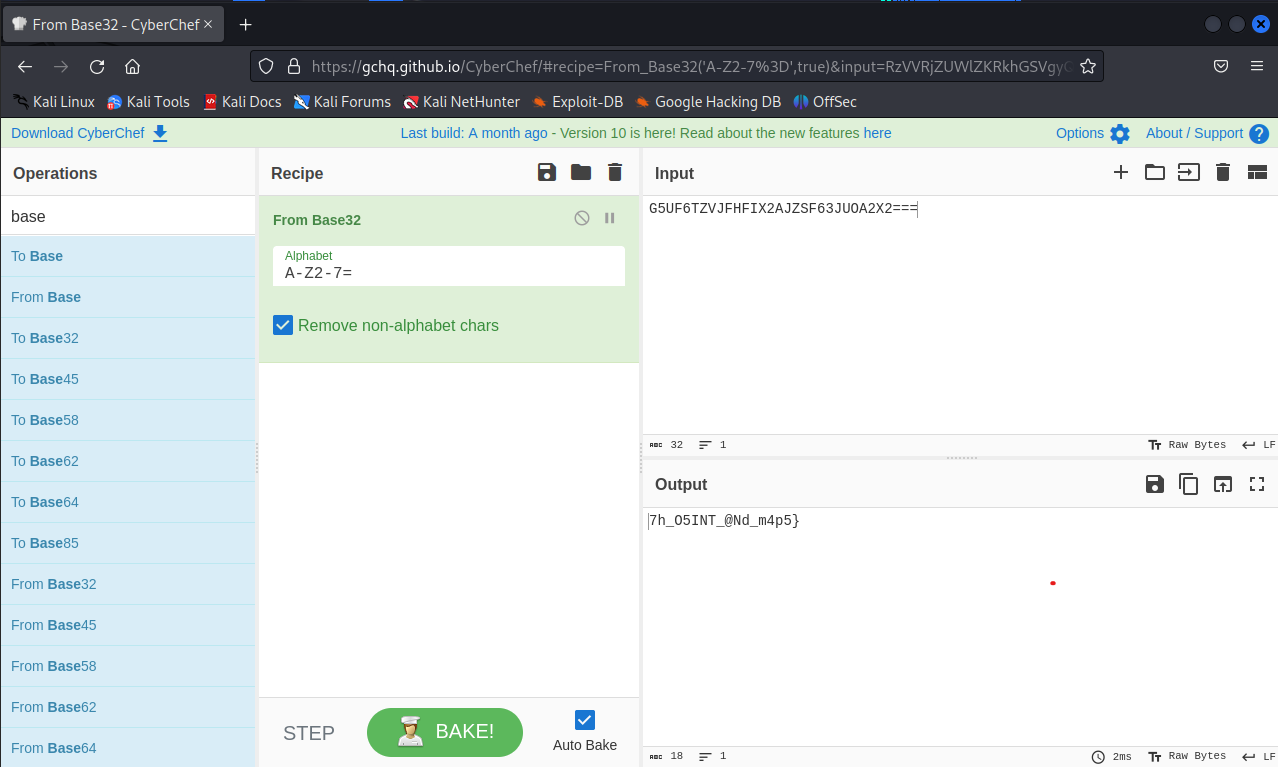 From Base32 - CyberChef
https://gchq.github.io/CyberChef/#recipe=From_Base32('A-Z2-7%3D',true)&input=RzVVRjZUWlZKRkhGSVgyC
Kali Linux Kali Tools Kali Docs Kali Forums Kali NetHunter Exploit-DB Google Hacking DB OffSec
Download CyberChef Last build: A month ago - Version 10 is here! Read about the new features here Options About / Support
Operations
base
To Base
From Base
To Base32
To Base45
To Base58
To Base62
To Base64
To Base85
From Base32
From Base45
From Base58
From Base62
From Base64
Recipe
From Base32
Alphabet
A-Z2-7=
Remove non-alphabet chars
STEP
BAKE!
Auto Bake
Input
G5UF6TZVJFHFIX2AJZSF63JUOA2X2===
ABC 32 1 Raw Bytes LF
Output
7h_O5INT_@Nd_m4p5}
ABC 18 1 2ms Raw Bytes LF